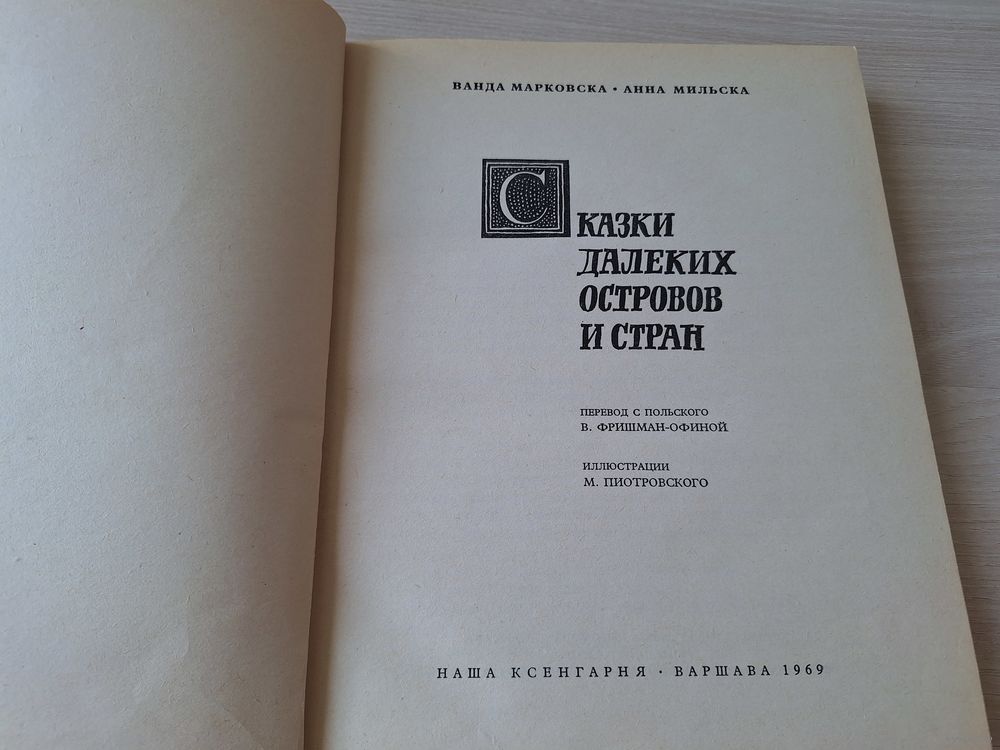 ВАНДА МАРКОВСКА • АННА МИЛЬСКА
СКАЗКИ
ДАЛЕКИХ
ОСТРОВОВ
И СТРАН
ПЕРЕВОД С ПОЛЬСКОГО
В. ФРИШМАН-ОФИНОЙ
ИЛЛЮСТРАЦИИ
М. ПИОТРОВСКОГО
НАША КСЕНГАРНЯ · ВАРШАВА 1969